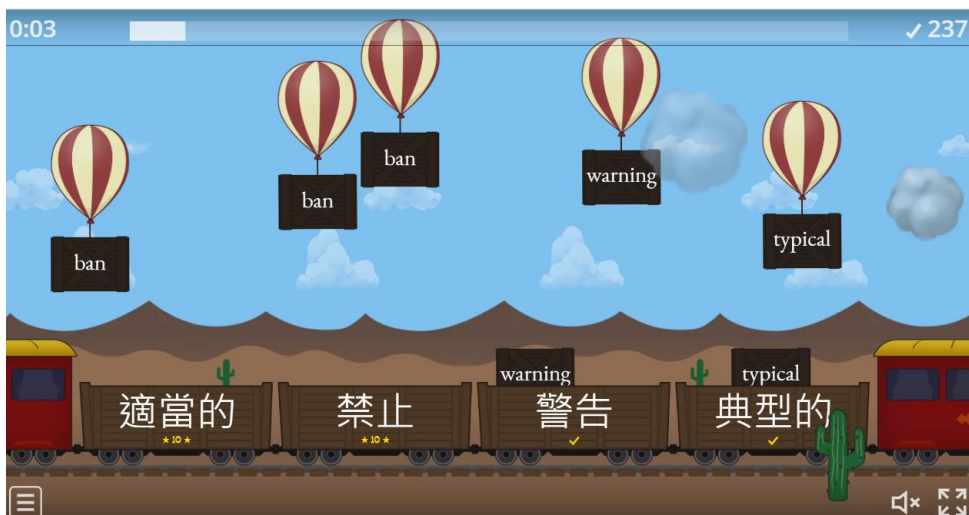 0:03
✓ 237
ban
ban
ban
warning
typical
warning
typical
適當的
禁止
警告
典型的
★ 10 ★
★ 10 ★
✓
✓